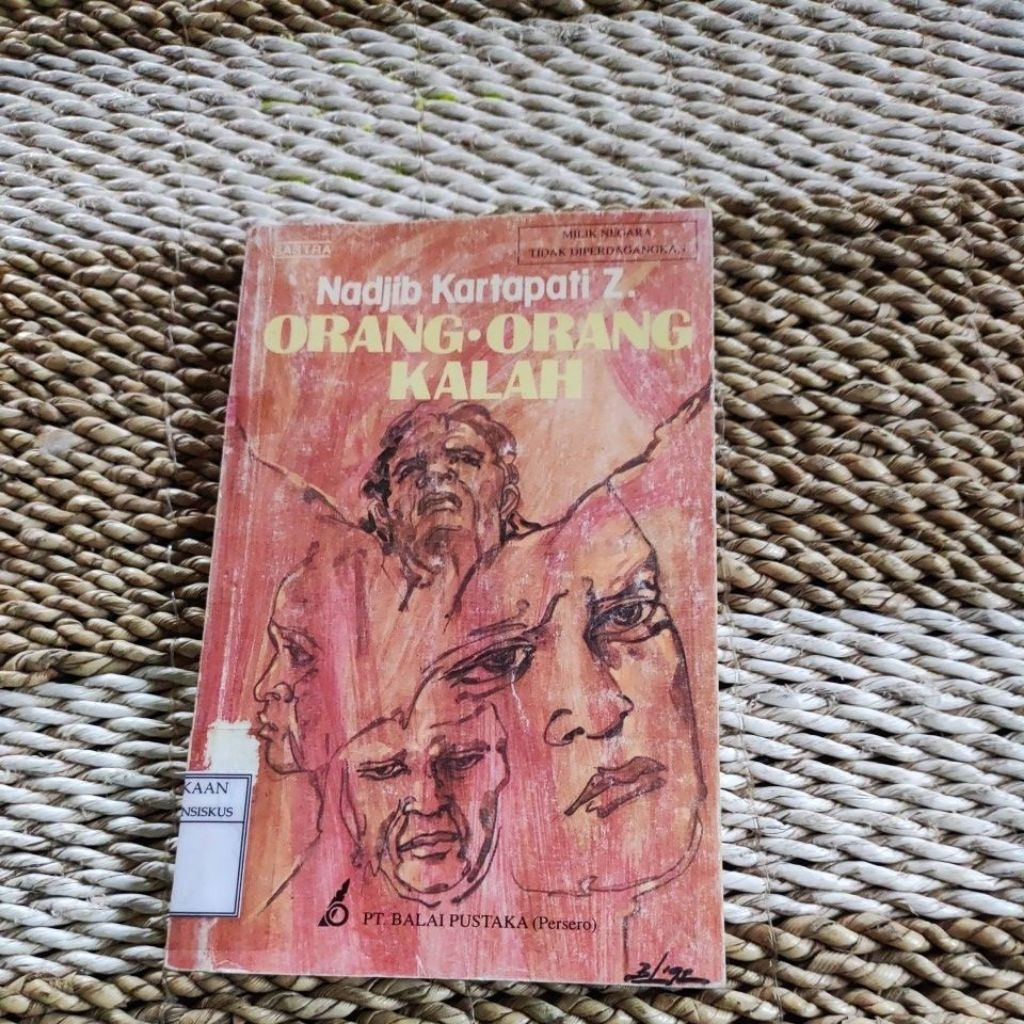 SASTRA
MILIK NEGARA
TIDAK DIPERDAGANGKAN
Nadjib Kartapati Z.
ORANG·ORANG
KALAH
KAAN
NSISKUS
PT. BALAI PUSTAKA (Persero)